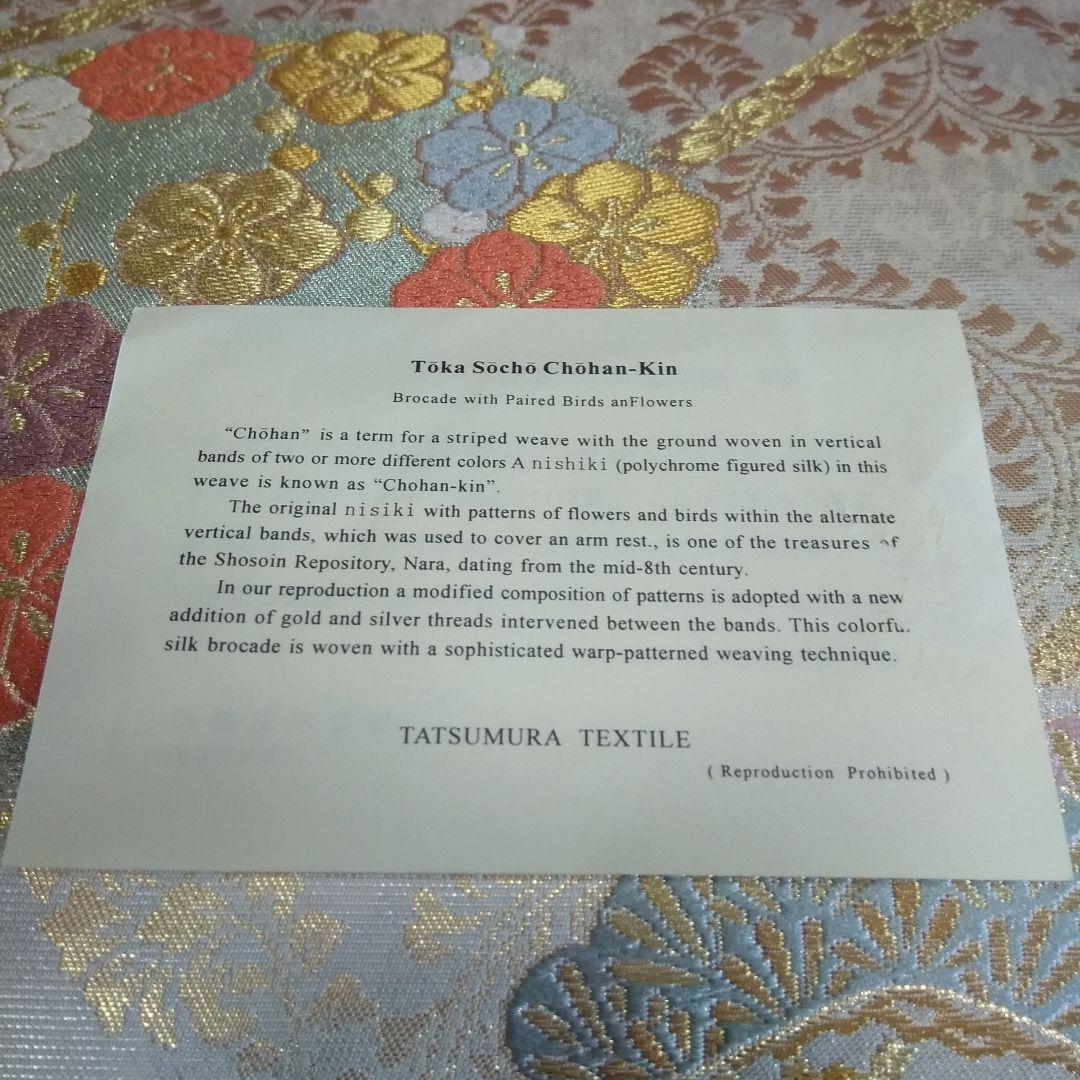 Tōka Sōchō Chōhan-Kin
Brocade with Paired Birds anFlowers
“Chōhan” is a term for a striped weave with the ground woven in vertical
bands of two or more different colors A nishiki (polychrome figured silk) in this
weave is known as “Chohan-kin”.
The original nisiki with patterns of flowers and birds within the alternate
vertical bands, which was used to cover an arm rest., is one of the treasures of
the Shosoin Repository, Nara, dating from the mid-8th century.
In our reproduction a modified composition of patterns is adopted with a new
addition of gold and silver threads intervened between the bands. This colorfu
silk brocade is woven with a sophisticated warp-patterned weaving technique.
TATSUMURA TEXTILE
(Reproduction Prohibited)